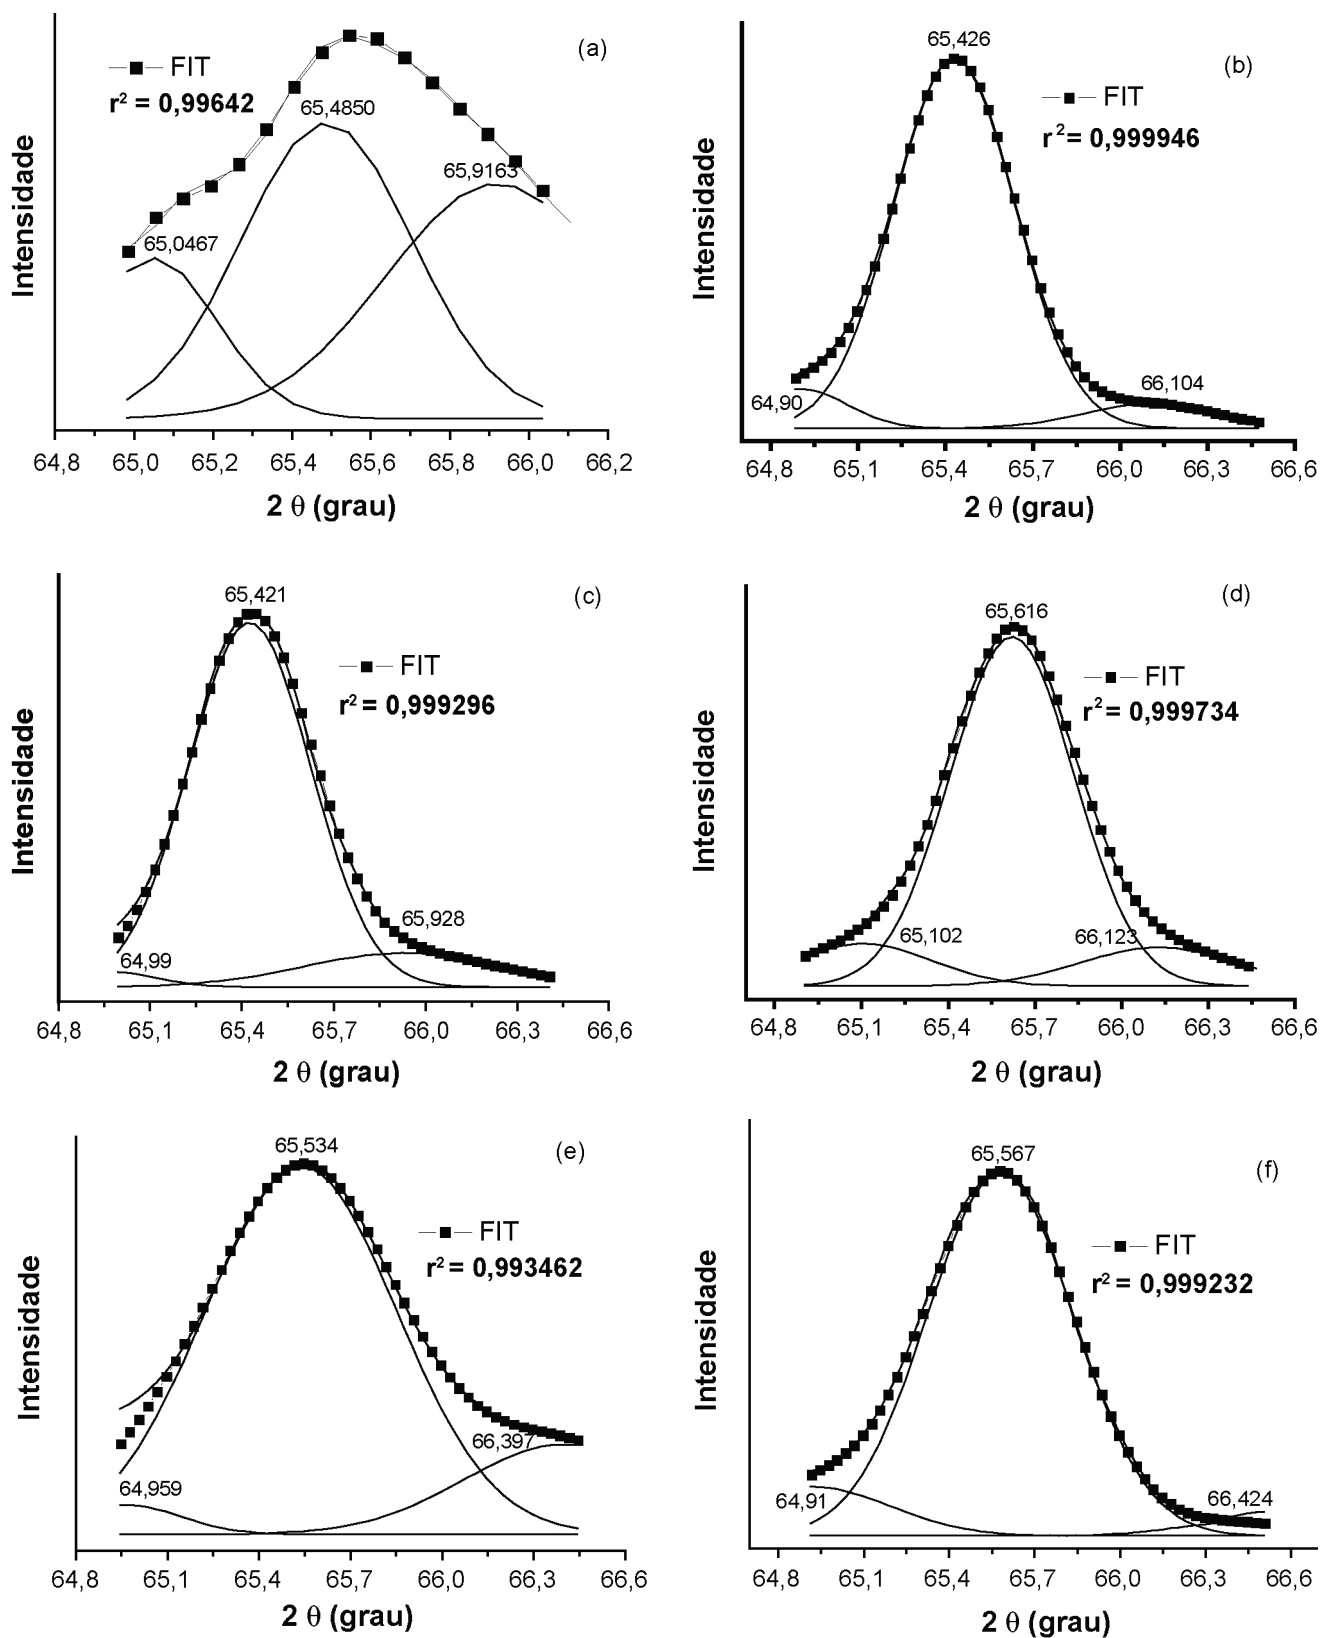 (a)
FIT
r² = 0,99642
65,4850
65,9163
65,0467
Intensidade
64,8 65,0 65,2 65,4 65,6 65,8 66,0 66,2
2 θ (grau)
65,426
(b)
FIT
r² = 0,999946
66,104
64,90
Intensidade
64,8 65,1 65,4 65,7 66,0 66,3 66,6
2 θ (grau)
65,421
(c)
FIT
r² = 0,999296
65,928
64,99
Intensidade
64,8 65,1 65,4 65,7 66,0 66,3 66,6
2 θ (grau)
(d)
65,616
FIT
r² = 0,999734
65,102
66,123
Intensidade
64,8 65,1 65,4 65,7 66,0 66,3 66,6
2 θ (grau)
65,534
(e)
FIT
r² = 0,993462
66,397
64,959
Intensidade
64,8 65,1 65,4 65,7 66,0 66,3 66,6
2 θ (grau)
65,567
(f)
FIT
r² = 0,999232
64,91
66,424
Intensidade
64,8 65,1 65,4 65,7 66,0 66,3 66,6
2 θ (grau)